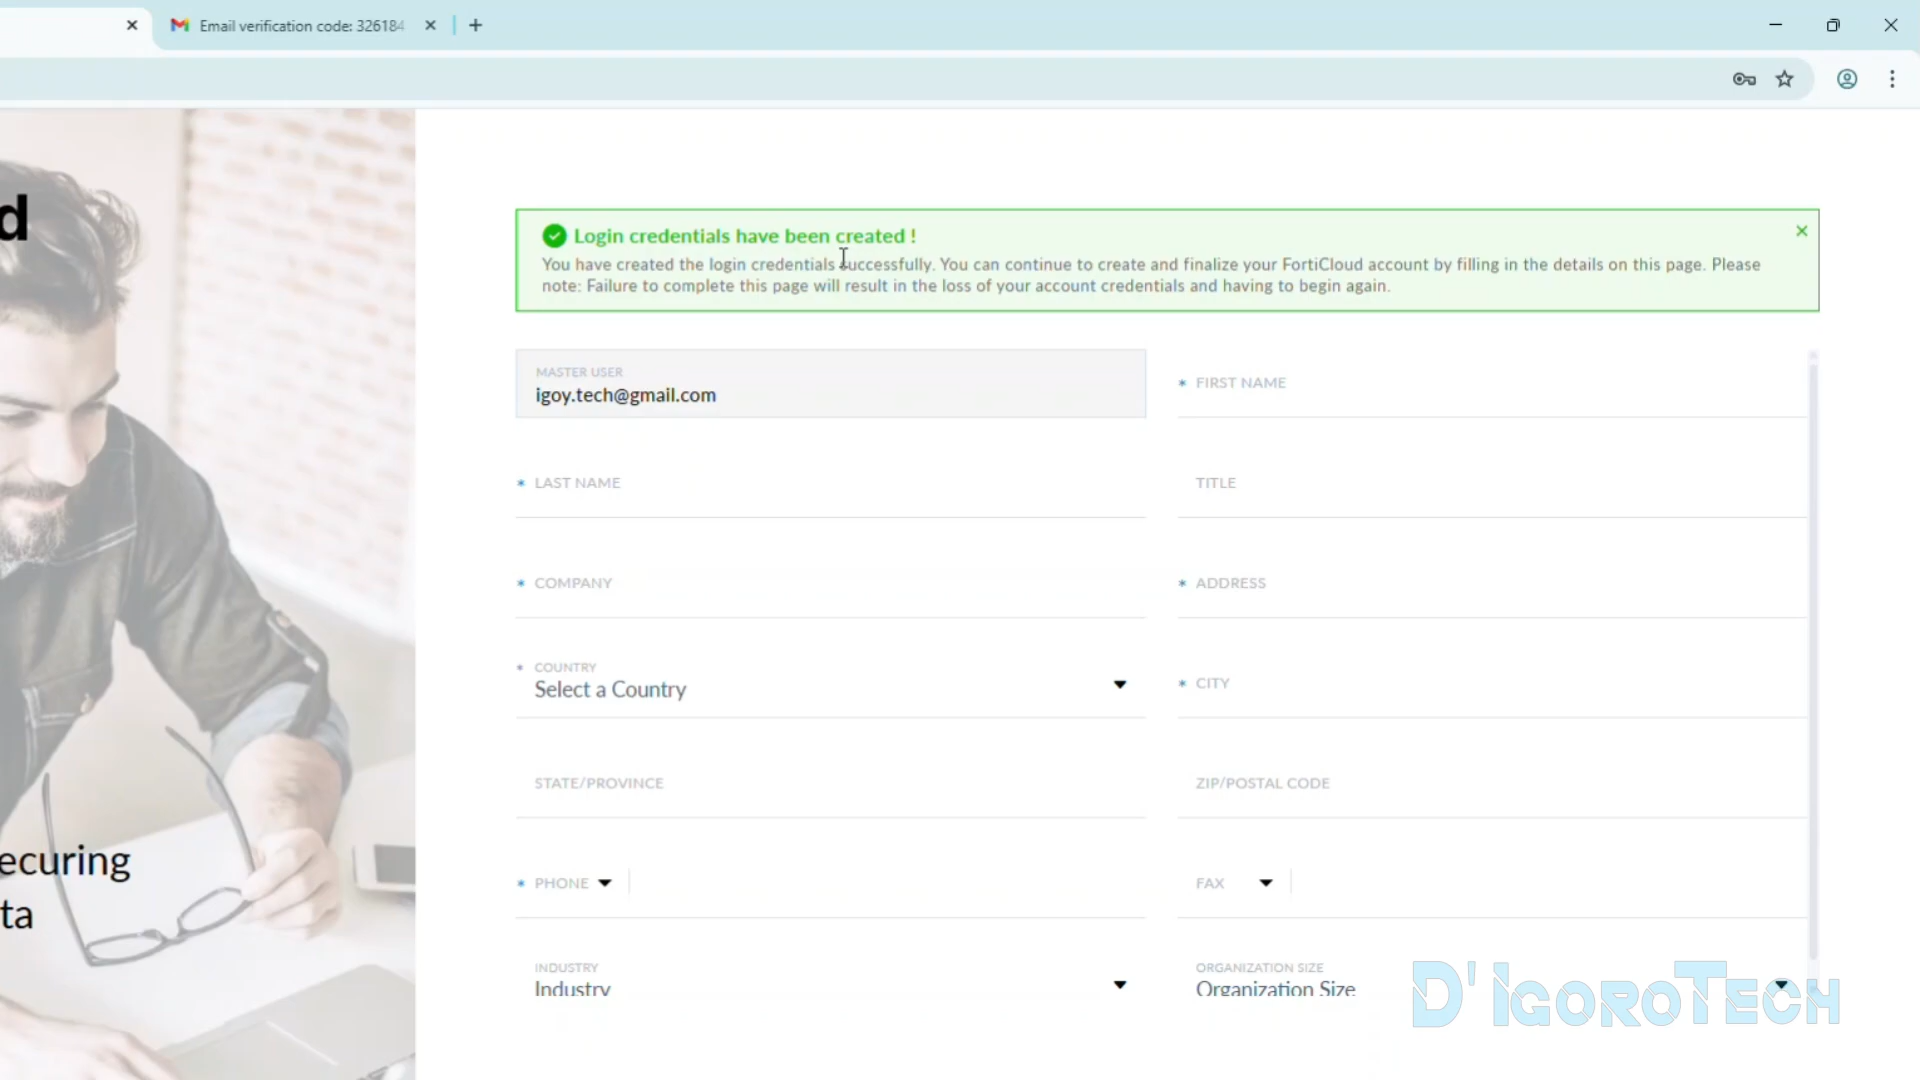 Email verification code: 326184
d
ecuring
ta
Login credentials have been created !
You have created the login credentials successfully. You can continue to create and finalize your FortiCloud account by filling in the details on this page. Please
note: Failure to complete this page will result in the loss of your account credentials and having to begin again.
MASTER USER
igoy.tech@gmail.com
* FIRST NAME
* LAST NAME
TITLE
* COMPANY
* ADDRESS
* COUNTRY
Select a Country
* CITY
STATE/PROVINCE
ZIP/POSTAL CODE
* PHONE
FAX
INDUSTRY
Industry
ORGANIZATION SIZE
Organization Size
D'IGOROTECH